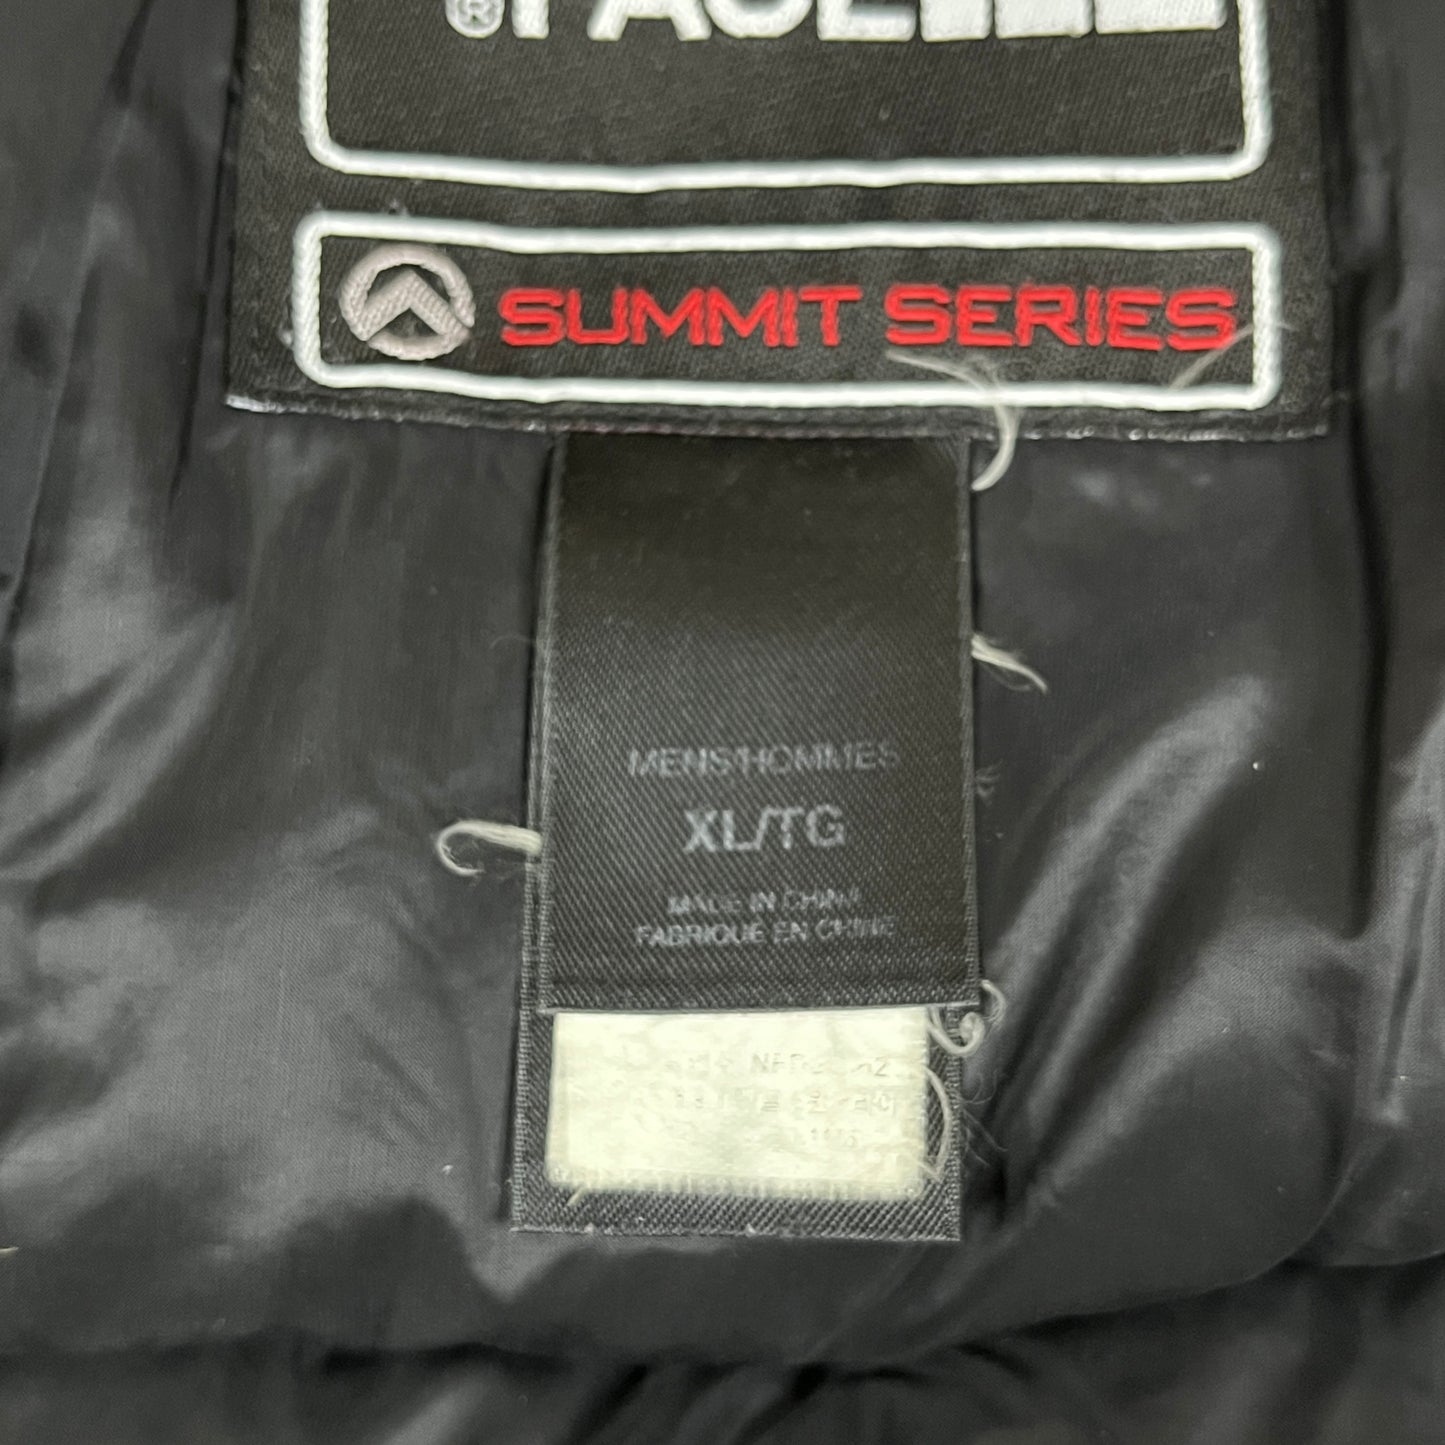 ® FACE
SUMMIT SERIES
MENS/HOMMES
XL/TG
MADE IN CHINA
FABRIQUE EN CHINE